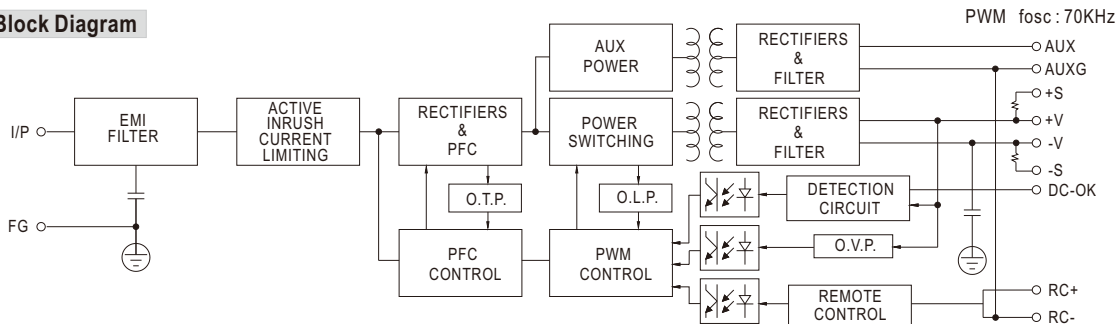 Block Diagram
PWM fosc : 70KHz
I/P
EMI
FILTER
FG
ACTIVE
INRUSH
CURRENT
LIMITING
RECTIFIERS
&
PFC
O.T.P.
PFC
CONTROL
AUX
POWER
POWER
SWITCHING
O.L.P.
PWM
CONTROL
RECTIFIERS
&
FILTER
RECTIFIERS
&
FILTER
DETECTION
CIRCUIT
O.V.P.
REMOTE
CONTROL
AUX
AUXG
+S
+V
-V
-S
DC-OK
RC+
RC-